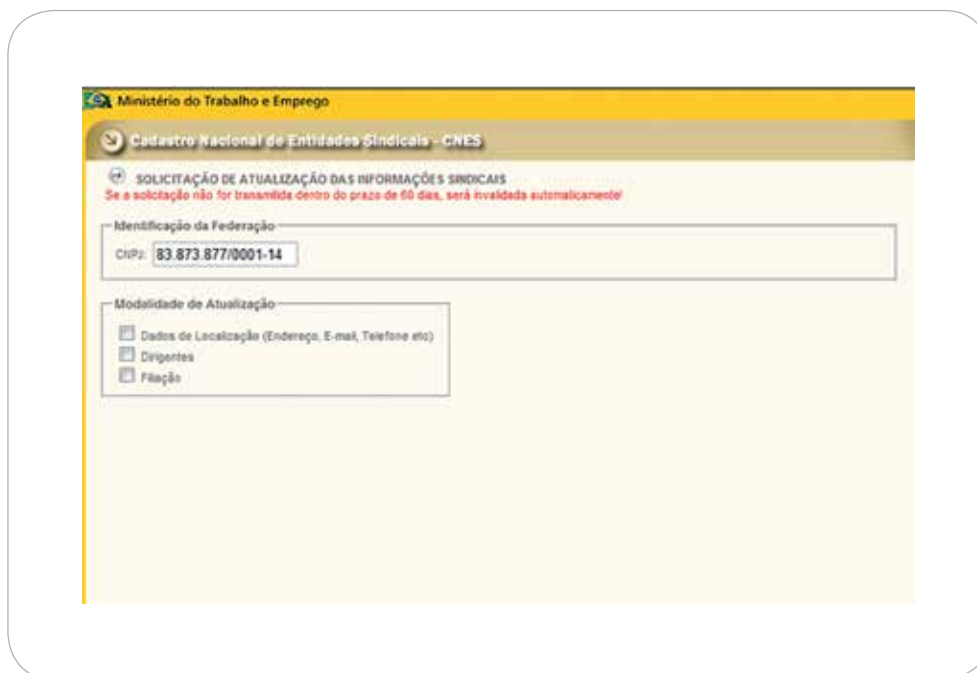 Ministério do Trabalho e Emprego
Cadastro Nacional de Entidades Sindicais - CNES
SOLICITAÇÃO DE ATUALIZAÇÃO DAS INFORMAÇÕES SINDICAIS
Se a solicitação não for transmitida dentro do prazo de 60 dias, será invalidada automaticamente!
Identificação da Federação
CNPJ: 83.873.877/0001-14
Modalidade de Atualização
Dados de Localização (Endereço, E-mail, Telefone etc)
Dirigentes
Filiação